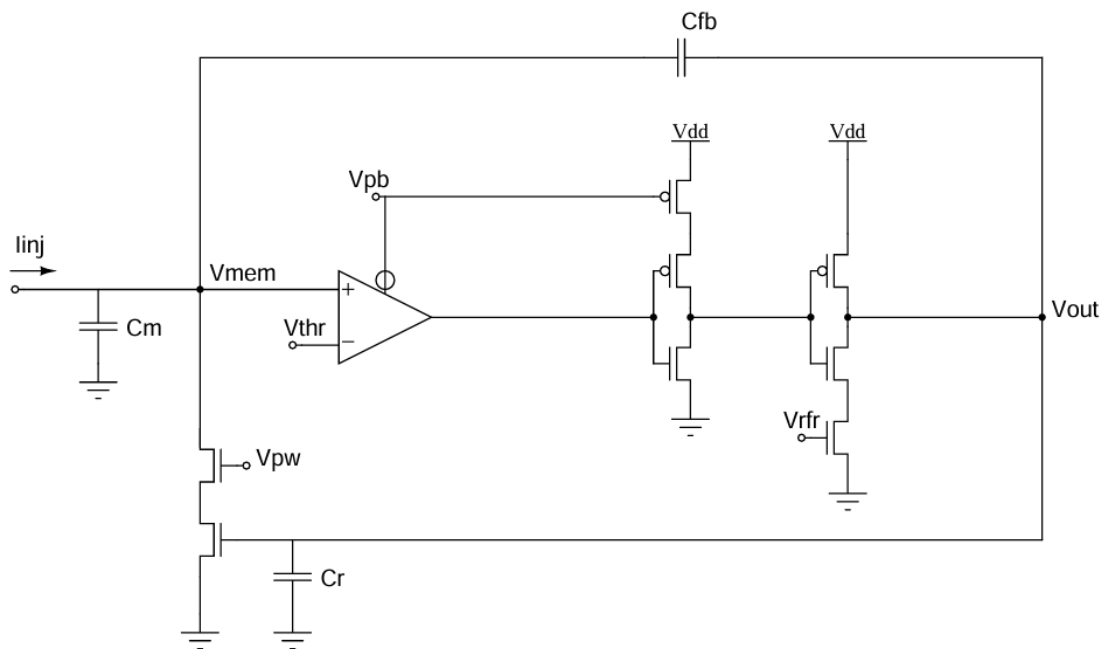 Cfb
Vdd
Vdd
Vpb
Iinj
Vmem
+
Vout
Cm
Vthr
−
Vrfr
Vpw
Cr